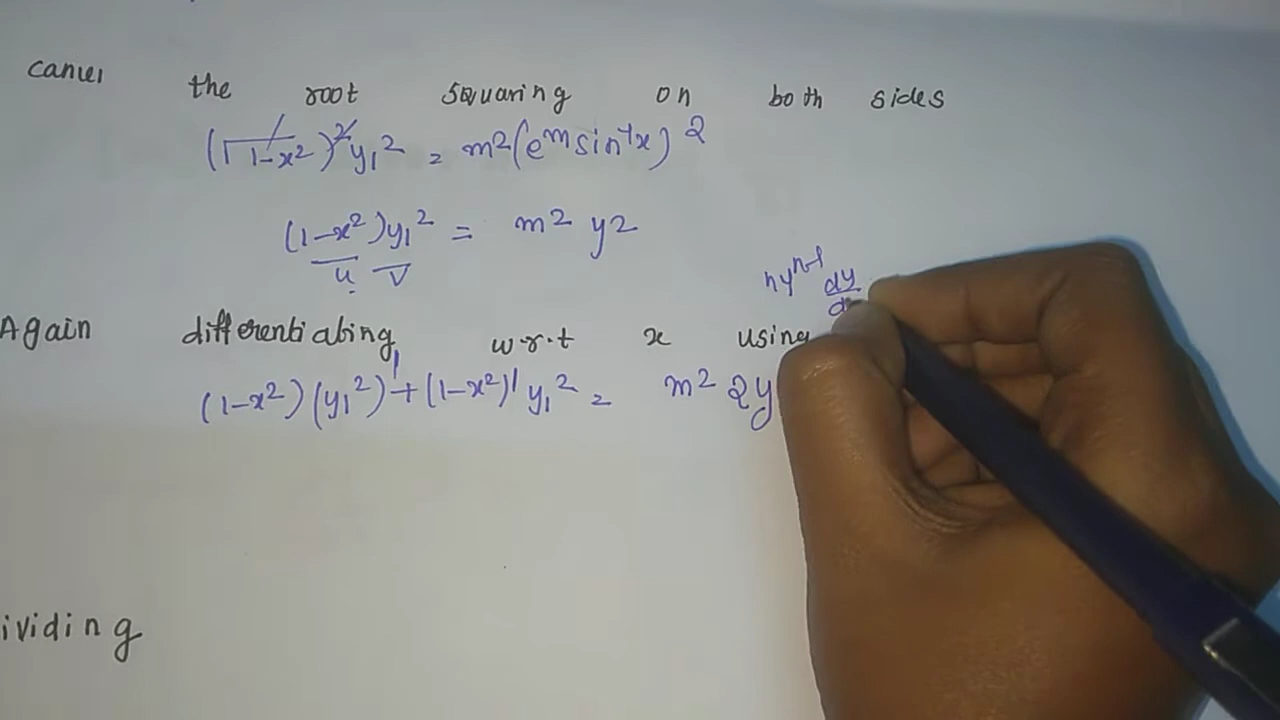 cancel the root squaring on both sides
(√1-x²)² y₁² = m² (e^m sin⁻¹x)²
(1-x²) y₁² = m² y²
u v
ny^n-1 dy/d
Again differentiating w.r.t x using
(1-x²) (y₁²)' + (1-x²)' y₁² = m² 2y
ividing